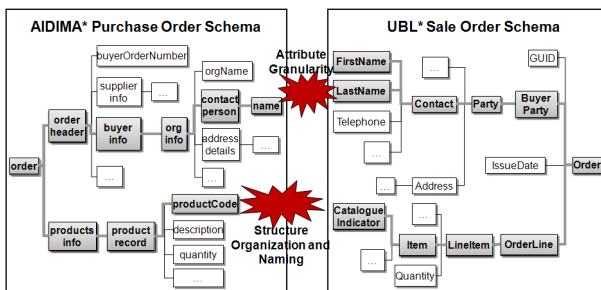 AIDIMA* Purchase Order Schema
buyerOrderNumber
supplier
info
...
order
header
buyer
info
org
info
orgName
contact
person
name
address
details
...
...
...
order
products
info
product
record
productCode
description
quantity
...
Attribute
Granularity
Structure
Organization and
Naming
UBL* Sale Order Schema
FirstName
LastName
Telephone
...
...
Contact
Party
Buyer
Party
GUID
IssueDate
Order
...
Address
Catalogue
Indicator
...
...
Item
LineItem
OrderLine
Quantity